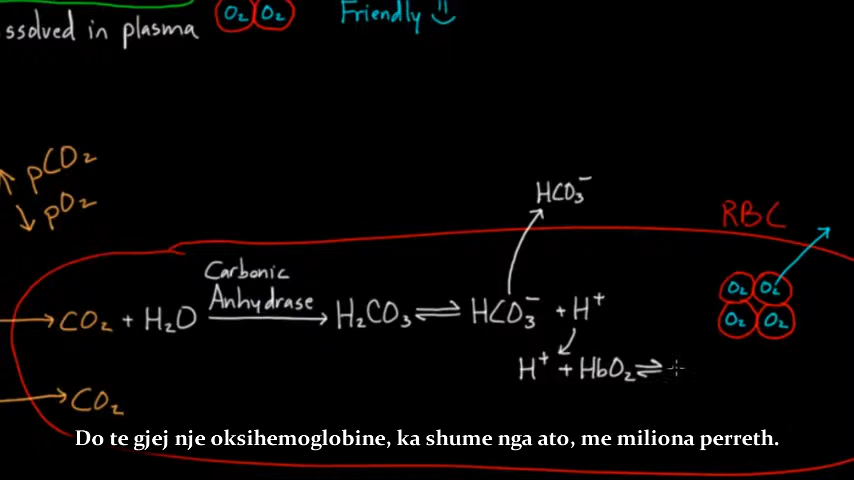 ssolved in plasma O₂ O₂ Friendly
↑ pCO₂
↓ pO₂
HCO₃⁻
RBC
Carbonic
Anhydrase
CO₂ + H₂O → H₂CO₃ ⇌ HCO₃⁻ + H⁺
O₂ O₂
O₂ O₂
H⁺ + HbO₂ ⇌
CO₂
Do te gjej nje oksihemoglobine, ka shume nga ato, me miliona perreth.